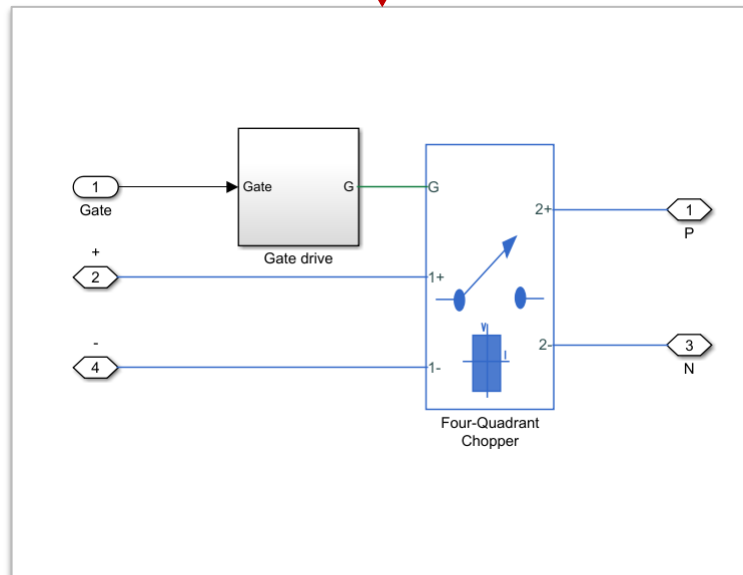 1
Gate
Gate
G
Gate drive
G
+
2
1+
-
4
1-
V
I
2+
1
P
2-
3
N
Four-Quadrant
Chopper